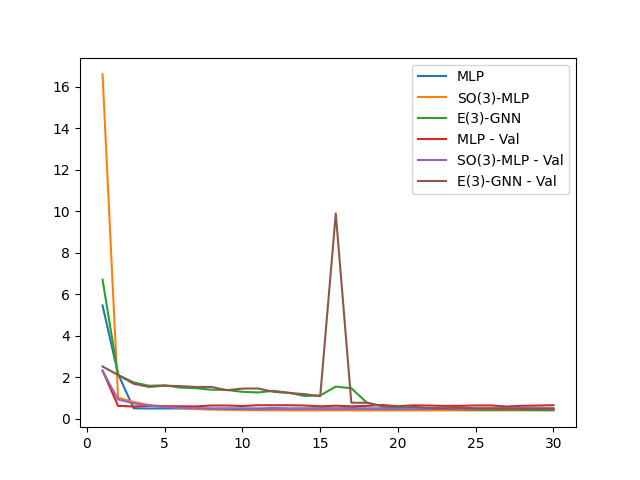 16
14
12
10
8
6
4
2
0
0 5 10 15 20 25 30
MLP
SO(3)-MLP
E(3)-GNN
MLP - Val
SO(3)-MLP - Val
E(3)-GNN - Val